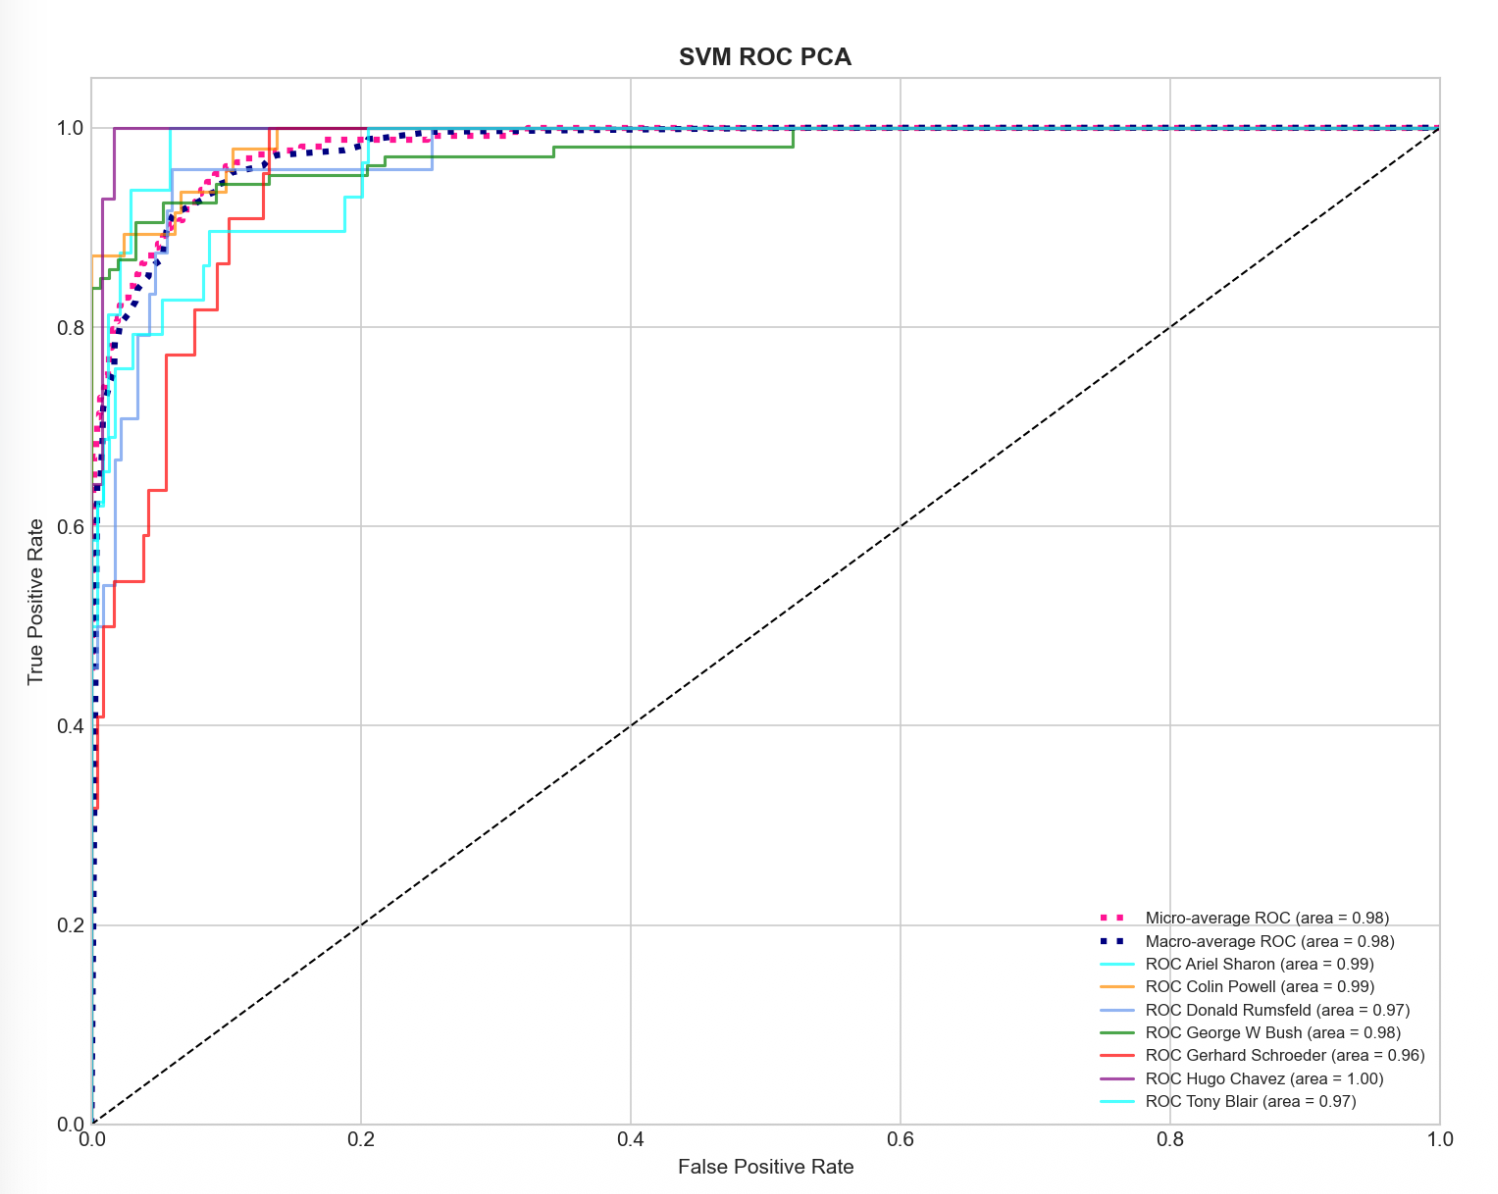 SVM ROC PCA
1.0
0.8
0.6
0.4
0.2
0.0
True Positive Rate
Micro-average ROC (area = 0.98)
Macro-average ROC (area = 0.98)
ROC Ariel Sharon (area = 0.99)
ROC Colin Powell (area = 0.99)
ROC Donald Rumsfeld (area = 0.97)
ROC George W Bush (area = 0.98)
ROC Gerhard Schroeder (area = 0.96)
ROC Hugo Chavez (area = 1.00)
ROC Tony Blair (area = 0.97)
0.0 0.2 0.4 0.6 0.8 1.0
False Positive Rate